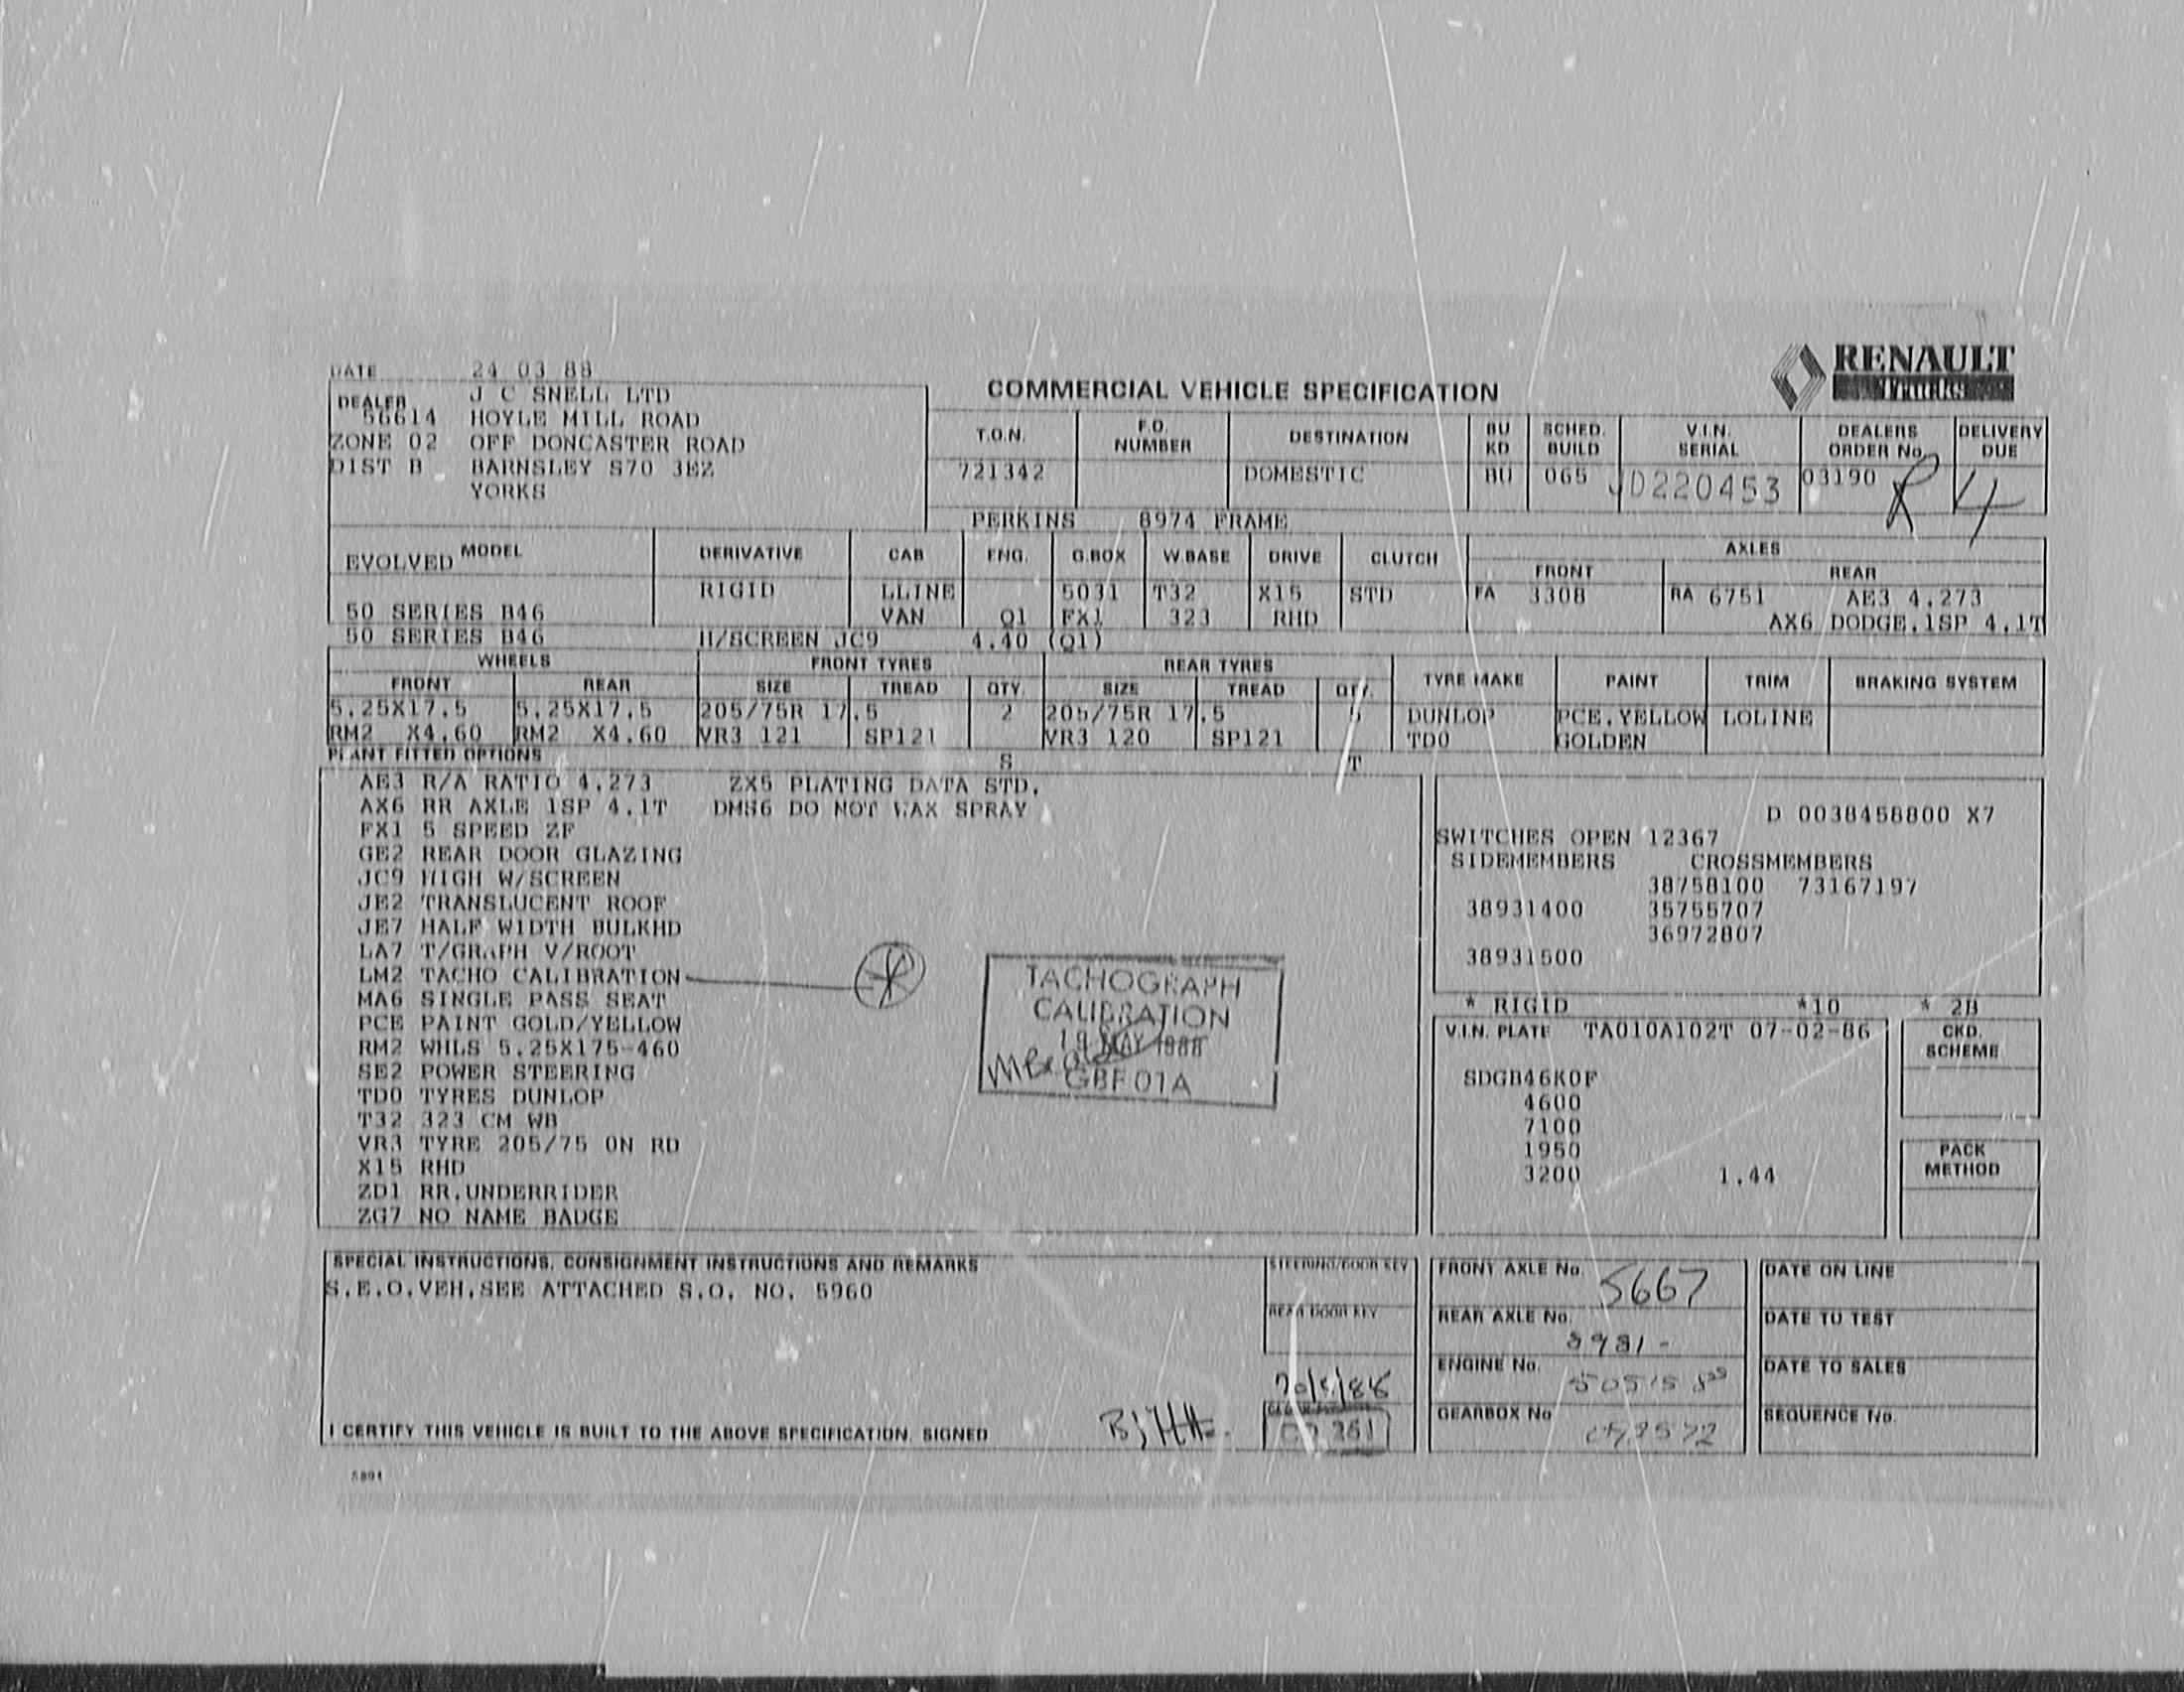 DATE 24 03 88
RENAULT
Trucks
COMMERCIAL VEHICLE SPECIFICATION
DEALER J C SNELL LTD
56614 HOYLE MILL ROAD
ZONE 02 OFF DONCASTER ROAD
DIST B BARNSLEY S70 3EZ
YORKS
T.O.N. F.O. NUMBER DESTINATION BU KD SCHED. BUILD V.I.N. SERIAL DEALERS ORDER No. DELIVERY DUE
721342 DOMESTIC BU 065 JD220453 03190 R 4
PERKINS 8974 FRAME
EVOLVED MODEL DERIVATIVE CAB ENG. G.BOX W.BASE DRIVE CLUTCH AXLES
FRONT REAR
RIGID LLINE 5031 T32 X15 STD FA 3308 RA 6751 AE3 4.273
50 SERIES B46 VAN Q1 FX1 323 RHD AX6 DODGE.1SP 4.1T
50 SERIES B46 H/SCREEN JC9 4.40 (Q1)
WHEELS FRONT TYRES REAR TYRES TYRE MAKE PAINT TRIM BRAKING SYSTEM
FRONT REAR SIZE TREAD QTY. SIZE TREAD QTY.
5.25X17.5 5.25X17.5 205/75R 17.5 2 205/75R 17.5 DUNLOP PCE.YELLOW LOLINE
RM2 X4.60 RM2 X4.60 VR3 121 SP121 VR3 120 SP121 TD0 GOLDEN
PLANT FITTED OPTIONS S T
AE3 R/A RATIO 4.273 ZX5 PLATING DATA STD.
AX6 RR AXLE 1SP 4.1T DMS6 DO NOT WAX SPRAY
FX1 5 SPEED ZF
GE2 REAR DOOR GLAZING
JC9 HIGH W/SCREEN
JE2 TRANSLUCENT ROOF
JE7 HALF WIDTH BULKHD
LA7 T/GRAPH V/ROOT
LM2 TACHO CALIBRATION
MA6 SINGLE PASS SEAT
PCE PAINT GOLD/YELLOW
RM2 WHLS 5.25X175-460
SE2 POWER STEERING
TD0 TYRES DUNLOP
T32 323 CM WB
VR3 TYRE 205/75 ON RD
X15 RHD
ZD1 RR.UNDERRIDER
ZG7 NO NAME BADGE
TACHOGRAPH
CALIBRATION
19 MAY 1988
GBF01A
D 0038458800 X7
SWITCHES OPEN 12367
SIDEMEMBERS CROSSMEMBERS
38758100 73167197
38931400 35755707
36972807
38931500
* RIGID *10 * 2B
V.I.N. PLATE TA010A102T 07-02-86
SDGB46K0F
4600
7100
1950
3200 1.44
CKD. SCHEME
PACK METHOD
SPECIAL INSTRUCTIONS. CONSIGNMENT INSTRUCTIONS AND REMARKS
S.E.O.VEH.SEE ATTACHED S.O. NO. 5960
I CERTIFY THIS VEHICLE IS BUILT TO THE ABOVE SPECIFICATION. SIGNED
STEERING/DOOR KEY
REAR DOOR KEY
261
FRONT AXLE No. 5667
REAR AXLE No.
ENGINE No.
GEARBOX No
DATE ON LINE
DATE TO TEST
DATE TO SALES
SEQUENCE No.